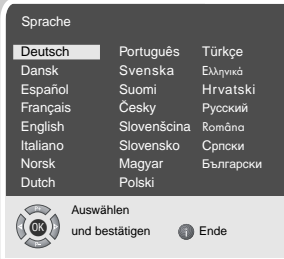 Sprache
Deutsch Português Türkçe
Dansk Svenska Ελληνικά
Español Suomi Hrvatski
Français Česky Русский
English Slovenščina Româna
Italiano Slovensko Српски
Norsk Magyar Български
Dutch Polski
Auswählen
OK und bestätigen i Ende